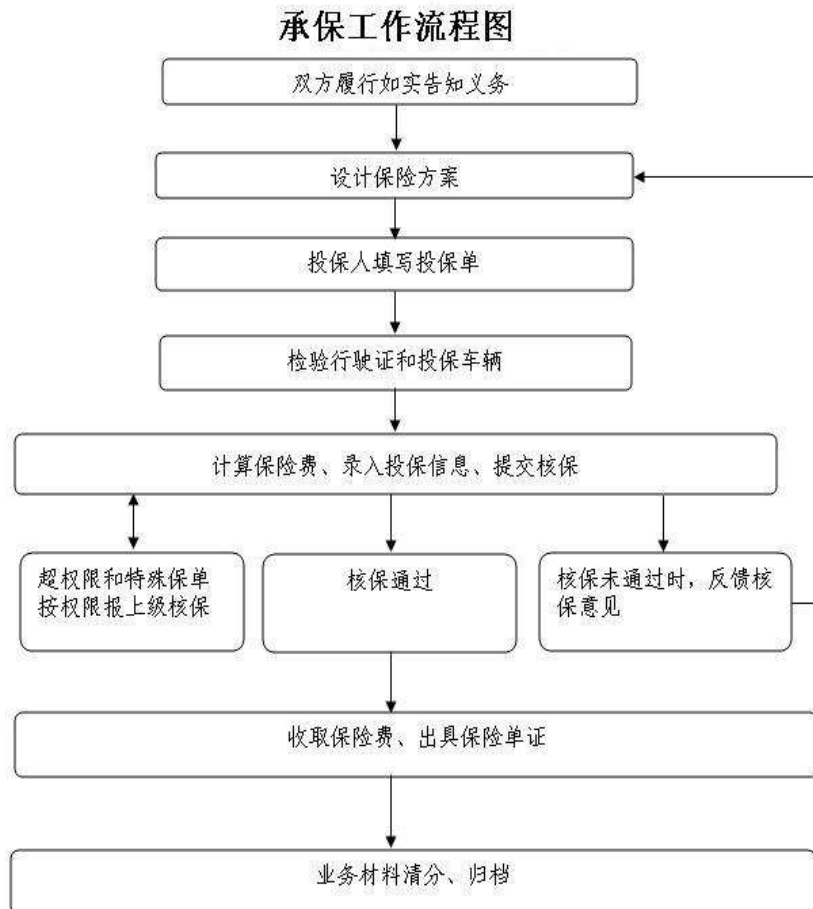 承保工作流程图
双方履行如实告知义务
设计保险方案
投保人填写投保单
检验行驶证和投保车辆
计算保险费、录入投保信息、提交核保
超权限和特殊保单
按权限报上级核保
核保通过
核保未通过时，反馈核
保意见
收取保险费、出具保险单证
业务材料清分、归档